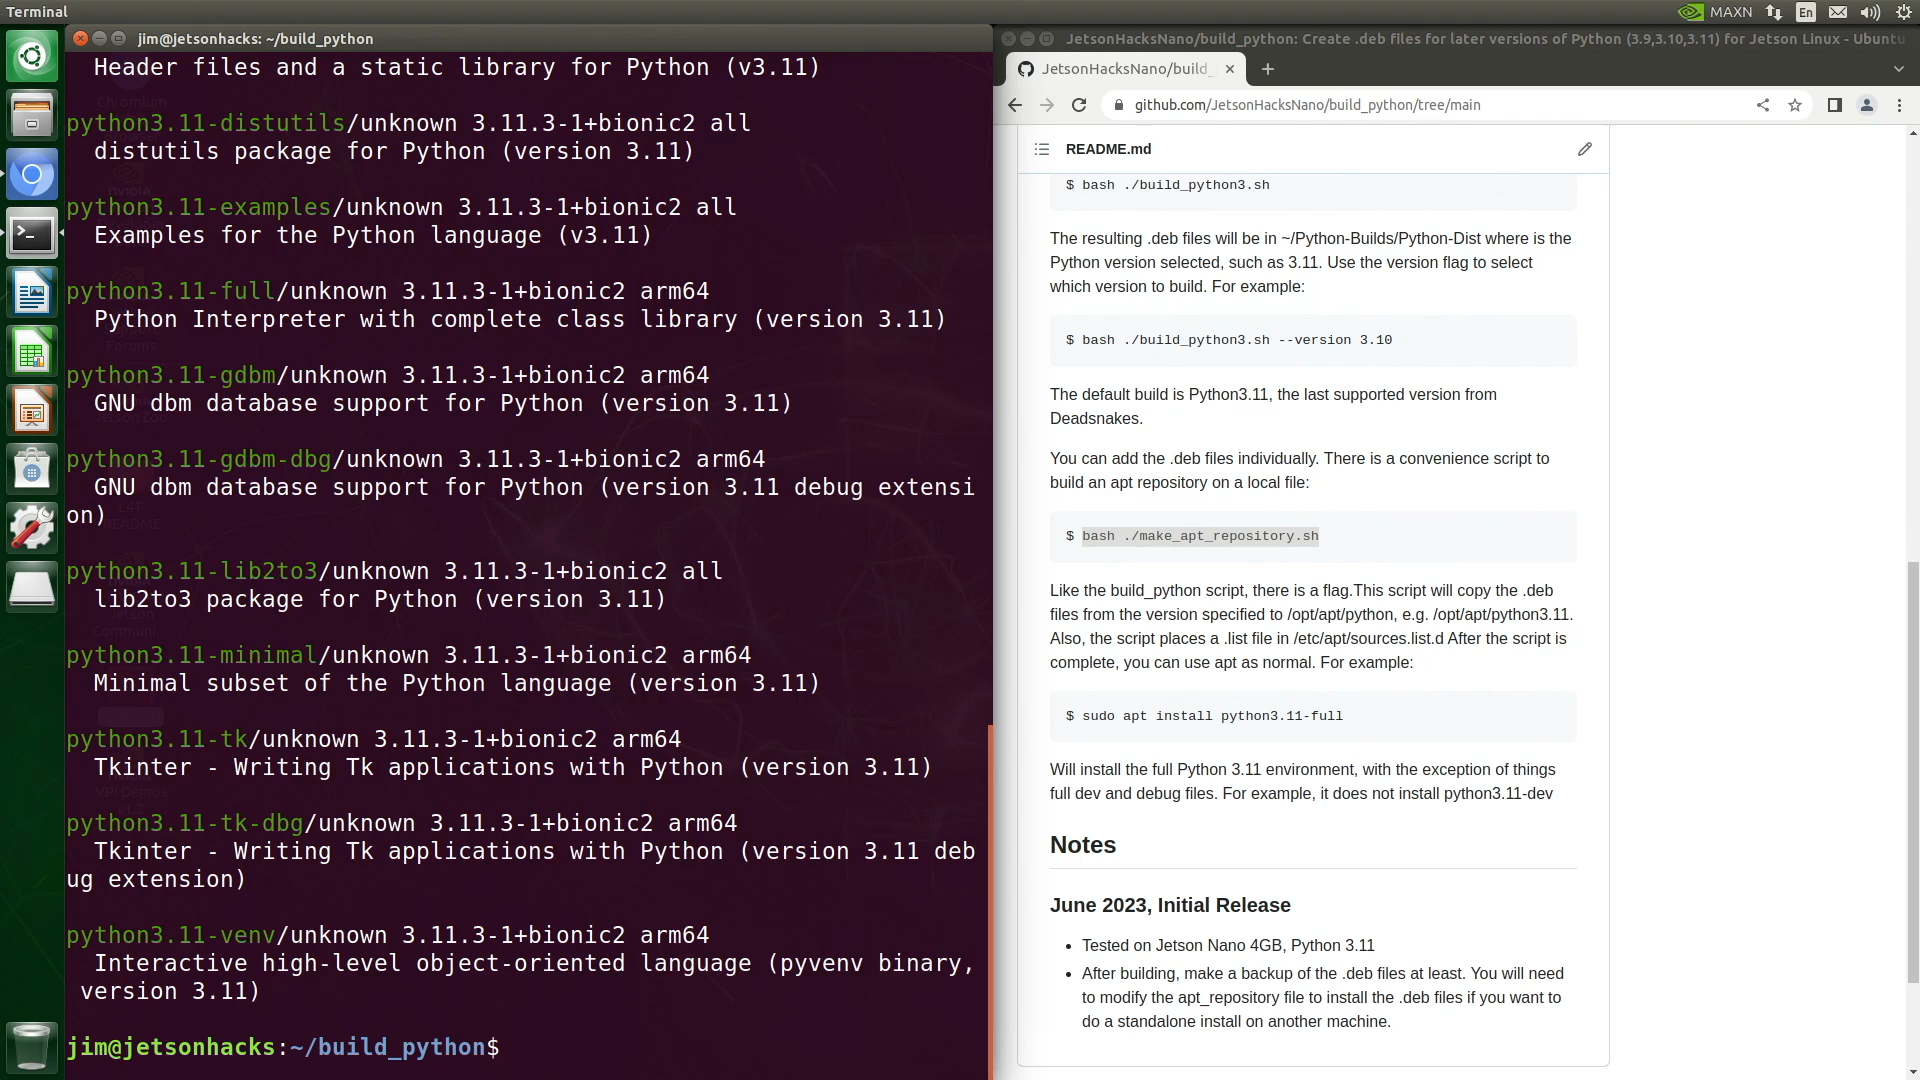 Terminal
MAXN
En
jim@jetsonhacks: ~/build_python
Header files and a static library for Python (v3.11)
python3.11-distutils/unknown 3.11.3-1+bionic2 all
distutils package for Python (version 3.11)
python3.11-examples/unknown 3.11.3-1+bionic2 all
Examples for the Python language (v3.11)
python3.11-full/unknown 3.11.3-1+bionic2 arm64
Python Interpreter with complete class library (version 3.11)
python3.11-gdbm/unknown 3.11.3-1+bionic2 arm64
GNU dbm database support for Python (version 3.11)
python3.11-gdbm-dbg/unknown 3.11.3-1+bionic2 arm64
GNU dbm database support for Python (version 3.11 debug extensi
on)
python3.11-lib2to3/unknown 3.11.3-1+bionic2 all
lib2to3 package for Python (version 3.11)
python3.11-minimal/unknown 3.11.3-1+bionic2 arm64
Minimal subset of the Python language (version 3.11)
python3.11-tk/unknown 3.11.3-1+bionic2 arm64
Tkinter - Writing Tk applications with Python (version 3.11)
python3.11-tk-dbg/unknown 3.11.3-1+bionic2 arm64
Tkinter - Writing Tk applications with Python (version 3.11 deb
ug extension)
python3.11-venv/unknown 3.11.3-1+bionic2 arm64
Interactive high-level object-oriented language (pyvenv binary,
version 3.11)
jim@jetsonhacks:~/build_python$
JetsonHacksNano/build_python: Create .deb files for later versions of Python (3.9,3.10,3.11) for Jetson Linux - Ubuntu
JetsonHacksNano/build_
github.com/JetsonHacksNano/build_python/tree/main
README.md
$ bash ./build_python3.sh
The resulting .deb files will be in ~/Python-Builds/Python-Dist where is the
Python version selected, such as 3.11. Use the version flag to select
which version to build. For example:
$ bash ./build_python3.sh --version 3.10
The default build is Python3.11, the last supported version from
Deadsnakes.
You can add the .deb files individually. There is a convenience script to
build an apt repository on a local file:
$ bash ./make_apt_repository.sh
Like the build_python script, there is a flag.This script will copy the .deb
files from the version specified to /opt/apt/python, e.g. /opt/apt/python3.11.
Also, the script places a .list file in /etc/apt/sources.list.d After the script is
complete, you can use apt as normal. For example:
$ sudo apt install python3.11-full
Will install the full Python 3.11 environment, with the exception of things
full dev and debug files. For example, it does not install python3.11-dev
Notes
June 2023, Initial Release
• Tested on Jetson Nano 4GB, Python 3.11
• After building, make a backup of the .deb files at least. You will need
to modify the apt_repository file to install the .deb files if you want to
do a standalone install on another machine.